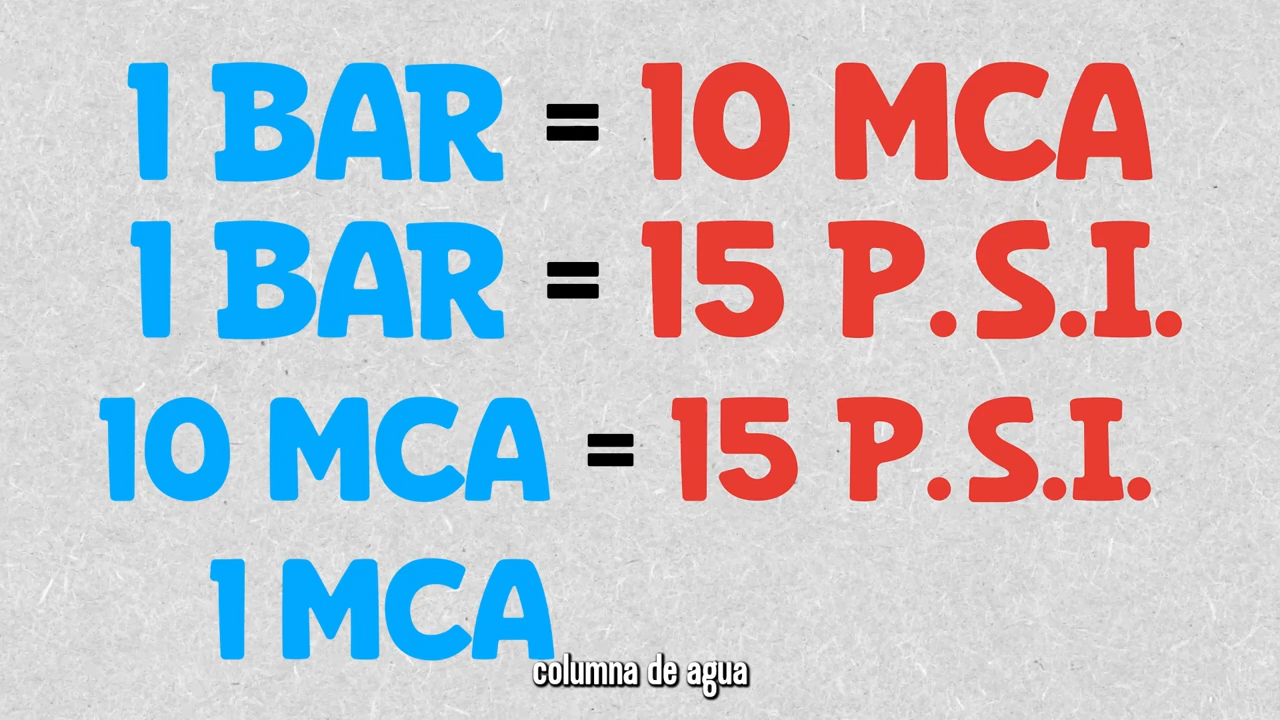 1 BAR = 10 MCA
1 BAR = 15 P.S.I.
10 MCA = 15 P.S.I.
1 MCA
columna de agua